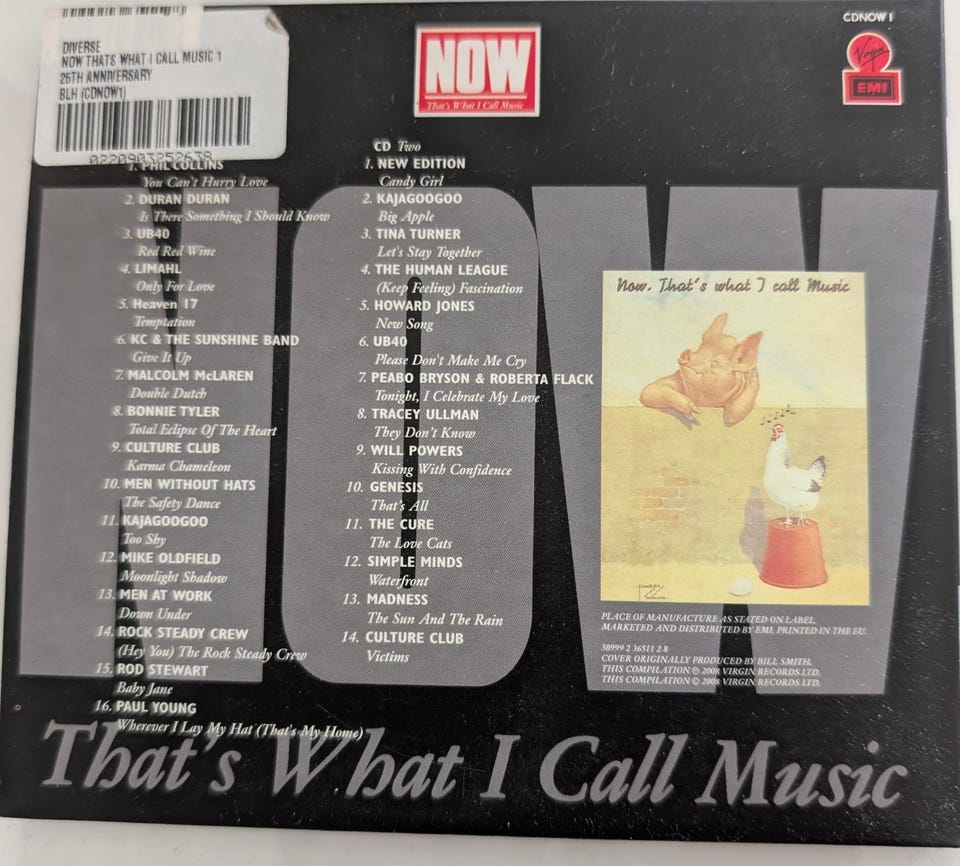 DIVERSE
NOW THATS WHAT I CALL MUSIC 1
25TH ANNIVERSARY
BLH (CDNOW1)
NOW
That's What I Call Music
CDNOW 1
Virgin
EMI
1. PHIL COLLINS
You Can't Hurry Love
2. DURAN DURAN
Is There Something I Should Know
3. UB40
Red Red Wine
4. LIMAHL
Only For Love
5. Heaven 17
Temptation
6. KC & THE SUNSHINE BAND
Give It Up
7. MALCOLM McLAREN
Double Dutch
8. BONNIE TYLER
Total Eclipse Of The Heart
9. CULTURE CLUB
Karma Chameleon
10. MEN WITHOUT HATS
The Safety Dance
11. KAJAGOOGOO
Too Shy
12. MIKE OLDFIELD
Moonlight Shadow
13. MEN AT WORK
Down Under
14. ROCK STEADY CREW
(Hey You) The Rock Steady Crew
15. ROD STEWART
Baby Jane
16. PAUL YOUNG
Wherever I Lay My Hat (That's My Home)
CD Two
1. NEW EDITION
Candy Girl
2. KAJAGOOGOO
Big Apple
3. TINA TURNER
Let's Stay Together
4. THE HUMAN LEAGUE
(Keep Feeling) Fascination
5. HOWARD JONES
New Song
6. UB40
Please Don't Make Me Cry
7. PEABO BRYSON & ROBERTA FLACK
Tonight, I Celebrate My Love
8. TRACEY ULLMAN
They Don't Know
9. WILL POWERS
Kissing With Confidence
10. GENESIS
That's All
11. THE CURE
The Love Cats
12. SIMPLE MINDS
Waterfront
13. MADNESS
The Sun And The Rain
14. CULTURE CLUB
Victims
Now. That's what I call Music
PLACE OF MANUFACTURE AS STATED ON LABEL.
MARKETED AND DISTRIBUTED BY EMI. PRINTED IN THE EU.
50999 2 36511 2 8
COVER ORIGINALLY PRODUCED BY BILL SMITH.
THIS COMPILATION ℗ 2008 VIRGIN RECORDS LTD.
THIS COMPILATION © 2008 VIRGIN RECORDS LTD.
NOW
That's What I Call Music